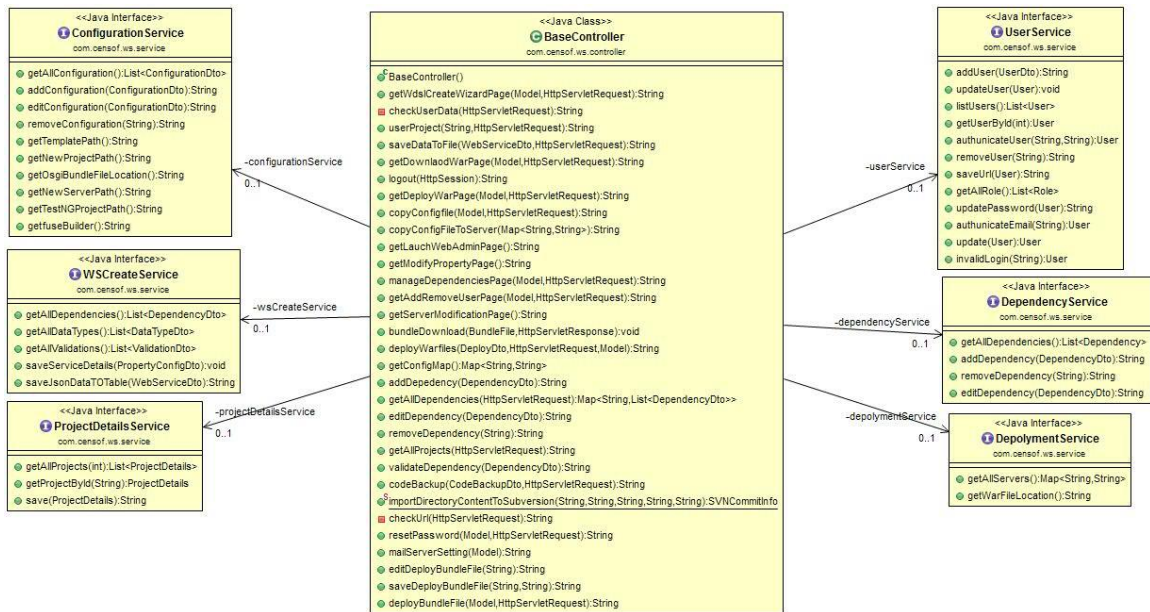 <<Java Interface>>
ConfigurationService
com.censof.ws.service
getAllConfiguration():List<ConfigurationDto>
addConfiguration(ConfigurationDto):String
editConfiguration(ConfigurationDto):String
removeConfiguration(String):String
getTemplatePath():String
getNewProjectPath():String
getOsgiBundleFileLocation():String
getNewServerPath():String
getTestNGProjectPath():String
getfuseBuilder():String
<<Java Interface>>
WSCreateService
com.censof.ws.service
getAllDependencies():List<DependencyDto>
getAllDataTypes():List<DataTypeDto>
getAllValidations():List<ValidationDto>
saveServiceDetails(PropertyConfigDto):void
saveJsonDataTOTable(WebServiceDto):String
<<Java Interface>>
ProjectDetailsService
com.censof.ws.service
getAllProjects(int):List<ProjectDetails>
getProjectById(String):ProjectDetails
save(ProjectDetails):String
-configurationService
0..1
-wsCreateService
0..1
-projectDetailsService
0..1
<<Java Class>>
BaseController
com.censof.ws.controller
BaseController()
getWdslCreateWizardPage(Model,HttpServletRequest):String
checkUserData(HttpServletRequest):String
userProject(String,HttpServletRequest):String
saveDataToFile(WebServiceDto,HttpServletRequest):String
getDownlaodWarPage(Model,HttpServletRequest):String
logout(HttpSession):String
getDeployWarPage(Model,HttpServletRequest):String
copyConfigfile(Model,HttpServletRequest):String
copyConfigFileToServer(Map<String,String>):String
getLauchWebAdminPage():String
getModifyPropertyPage():String
manageDependenciesPage(Model,HttpServletRequest):String
getAddRemoveUserPage(Model,HttpServletRequest):String
getServerModificationPage():String
bundleDownload(BundleFile,HttpServletResponse):void
deployWarfiles(DeployDto,HttpServletRequest,Model):String
getConfigMap():Map<String,String>
addDepedency(DependencyDto):String
getAllDependencies(HttpServletRequest):Map<String,List<DependencyDto>>
editDependency(DependencyDto):String
removeDependency(String):String
getAllProjects(HttpServletRequest):String
validateDependency(DependencyDto):String
codeBackup(CodeBackupDto,HttpServletRequest):String
importDirectoryContentToSubversion(String,String,String,String,String):SVNCommitInfo
checkUrl(HttpServletRequest):String
resetPassword(Model,HttpServletRequest):String
mailServerSetting(Model):String
editDeployBundleFile(String):String
saveDeployBundleFile(String,String):String
deployBundleFile(Model,HttpServletRequest):String
-userService
0..1
-dependencyService
0..1
-depolymentService
0..1
<<Java Interface>>
UserService
com.censof.ws.service
addUser(UserDto):String
updateUser(User):void
listUsers():List<User>
getUserById(int):User
authunicateUser(String,String):User
removeUser(String):String
saveUrl(User):String
getAllRole():List<Role>
updatePassword(User):String
authunicateEmail(String):User
update(User):User
invalidLogin(String):User
<<Java Interface>>
DependencyService
com.censof.ws.service
getAllDependencies():List<Dependency>
addDependency(DependencyDto):String
removeDependency(String):String
editDependency(DependencyDto):String
<<Java Interface>>
DepolymentService
com.censof.ws.service
getAllServers():Map<String,String>
getWarFileLocation():String